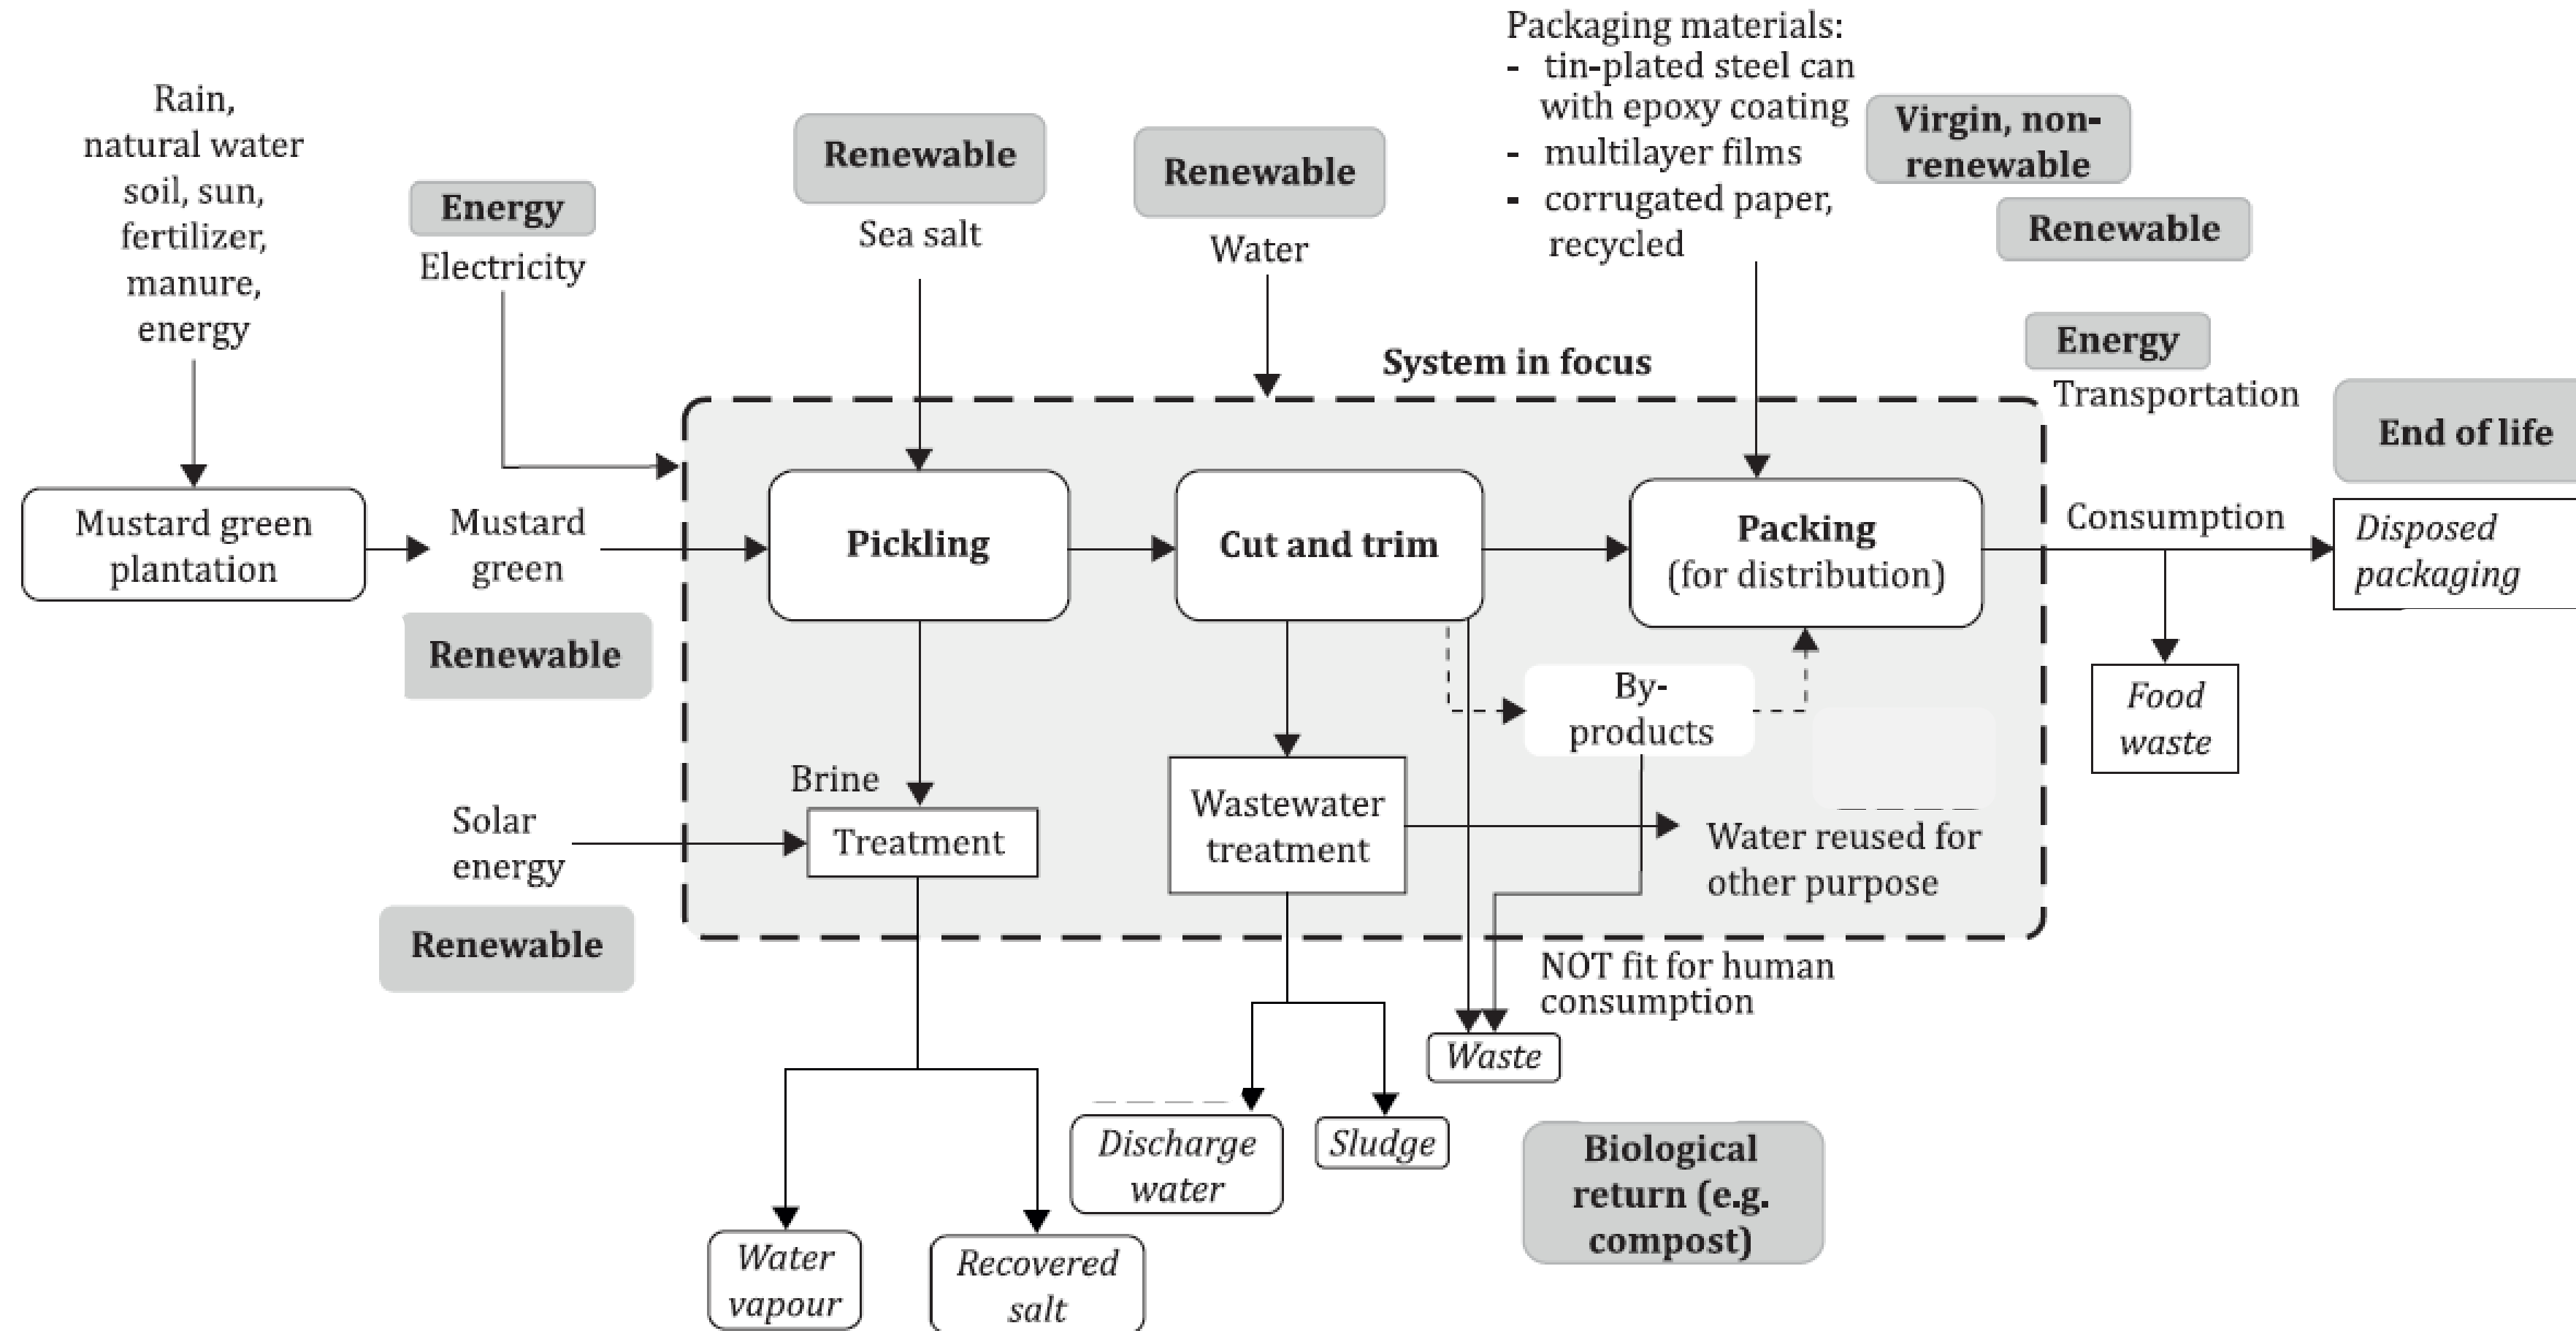 Packaging materials:
- tin-plated steel can
with epoxy coating
- multilayer films
- corrugated paper,
recycled
Virgin, non-
renewable
Renewable
Rain,
natural water
soil, sun,
fertilizer,
manure,
energy
Energy
Electricity
Renewable
Sea salt
Renewable
Water
System in focus
Energy
Transportation
End of life
Mustard green
plantation
Mustard
green
Renewable
Pickling
Cut and trim
Packing
(for distribution)
Consumption
Disposed
packaging
Food
waste
By-
products
Brine
Solar
energy
Renewable
Treatment
Wastewater
treatment
Water reused for
other purpose
NOT fit for human
consumption
Waste
Discharge
water
Sludge
Biological
return (e.g.
compost)
Water
vapour
Recovered
salt